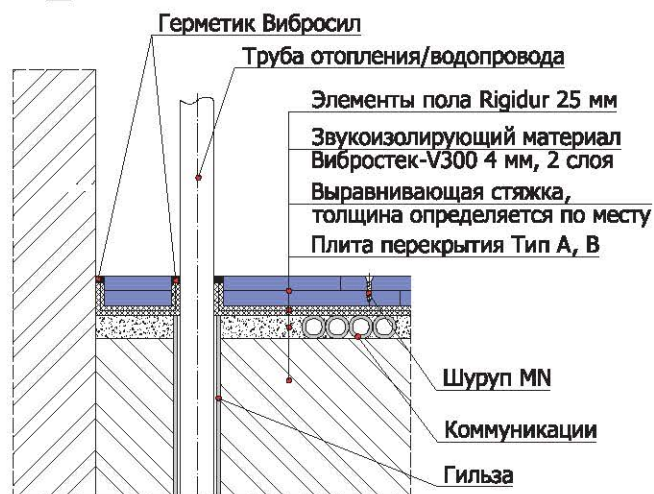 Герметик Вибросил
Труба отопления/водопровода
Элементы пола Rigidur 25 мм
Звукоизолирующий материал
Вибростек-V300 4 мм, 2 слоя
Выравнивающая стяжка,
толщина определяется по месту
Плита перекрытия Тип А, В
Шуруп MN
Коммуникации
Гильза